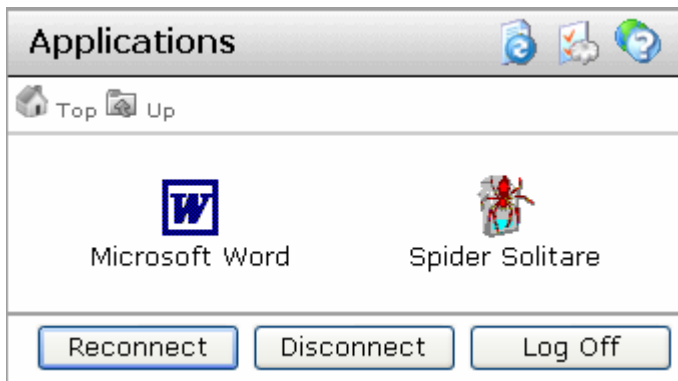 Applications
Top Up
W
Microsoft Word Spider Solitare
Reconnect Disconnect Log Off